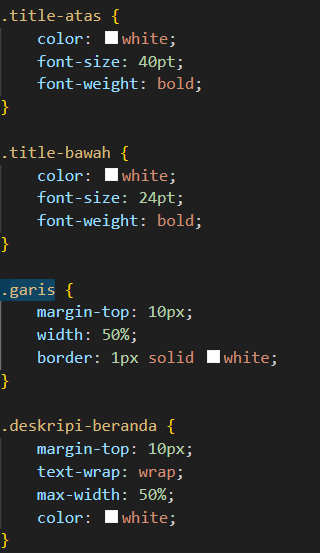 .title-atas {
    color: white;
    font-size: 40pt;
    font-weight: bold;
}

.title-bawah {
    color: white;
    font-size: 24pt;
    font-weight: bold;
}

.garis {
    margin-top: 10px;
    width: 50%;
    border: 1px solid white;
}

.deskripi-beranda {
    margin-top: 10px;
    text-wrap: wrap;
    max-width: 50%;
    color: white;
}